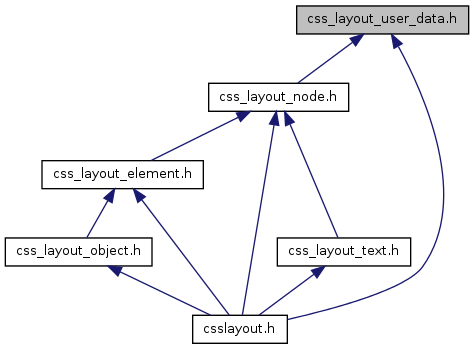 css_layout_user_data.h
css_layout_node.h
css_layout_element.h
css_layout_object.h
css_layout_text.h
csslayout.h